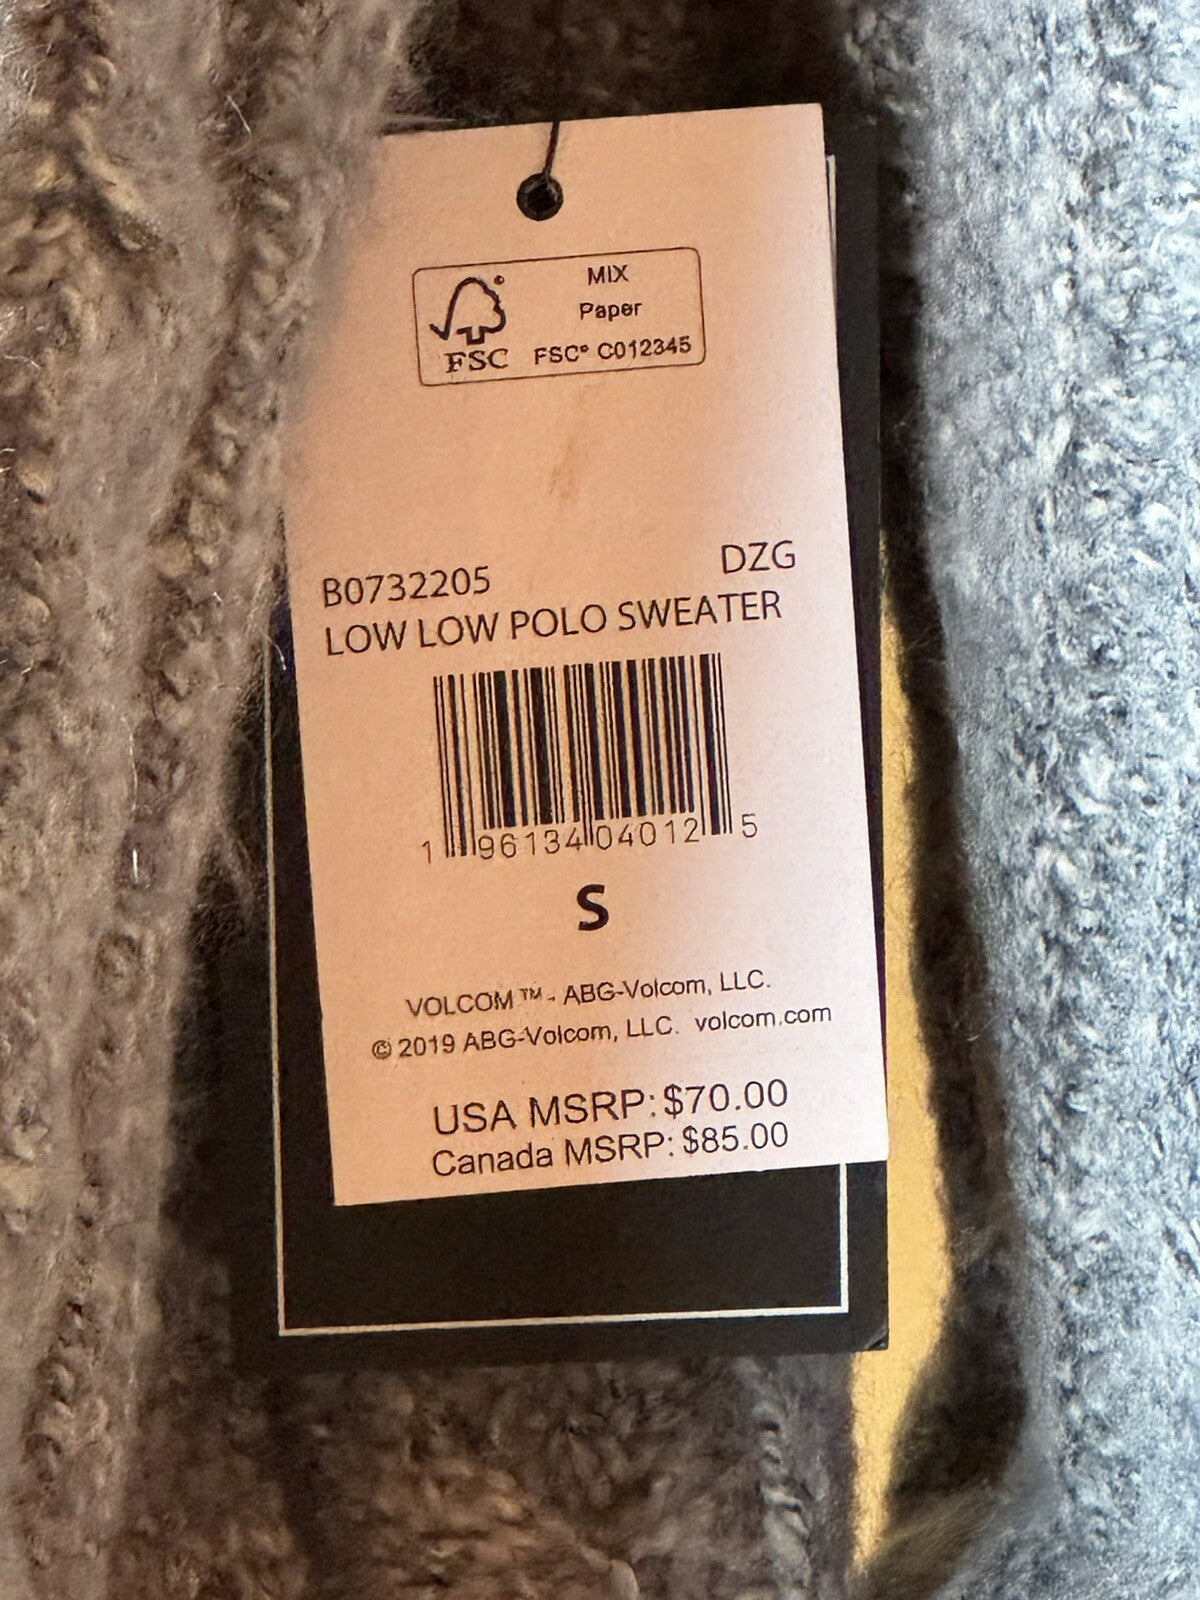 MIX
Paper
FSC FSC® C012345
B0732205 DZG
LOW LOW POLO SWEATER
1 96134 04012 5
S
VOLCOM™ - ABG-Volcom, LLC.
© 2019 ABG-Volcom, LLC. volcom.com
USA MSRP: $70.00
Canada MSRP: $85.00